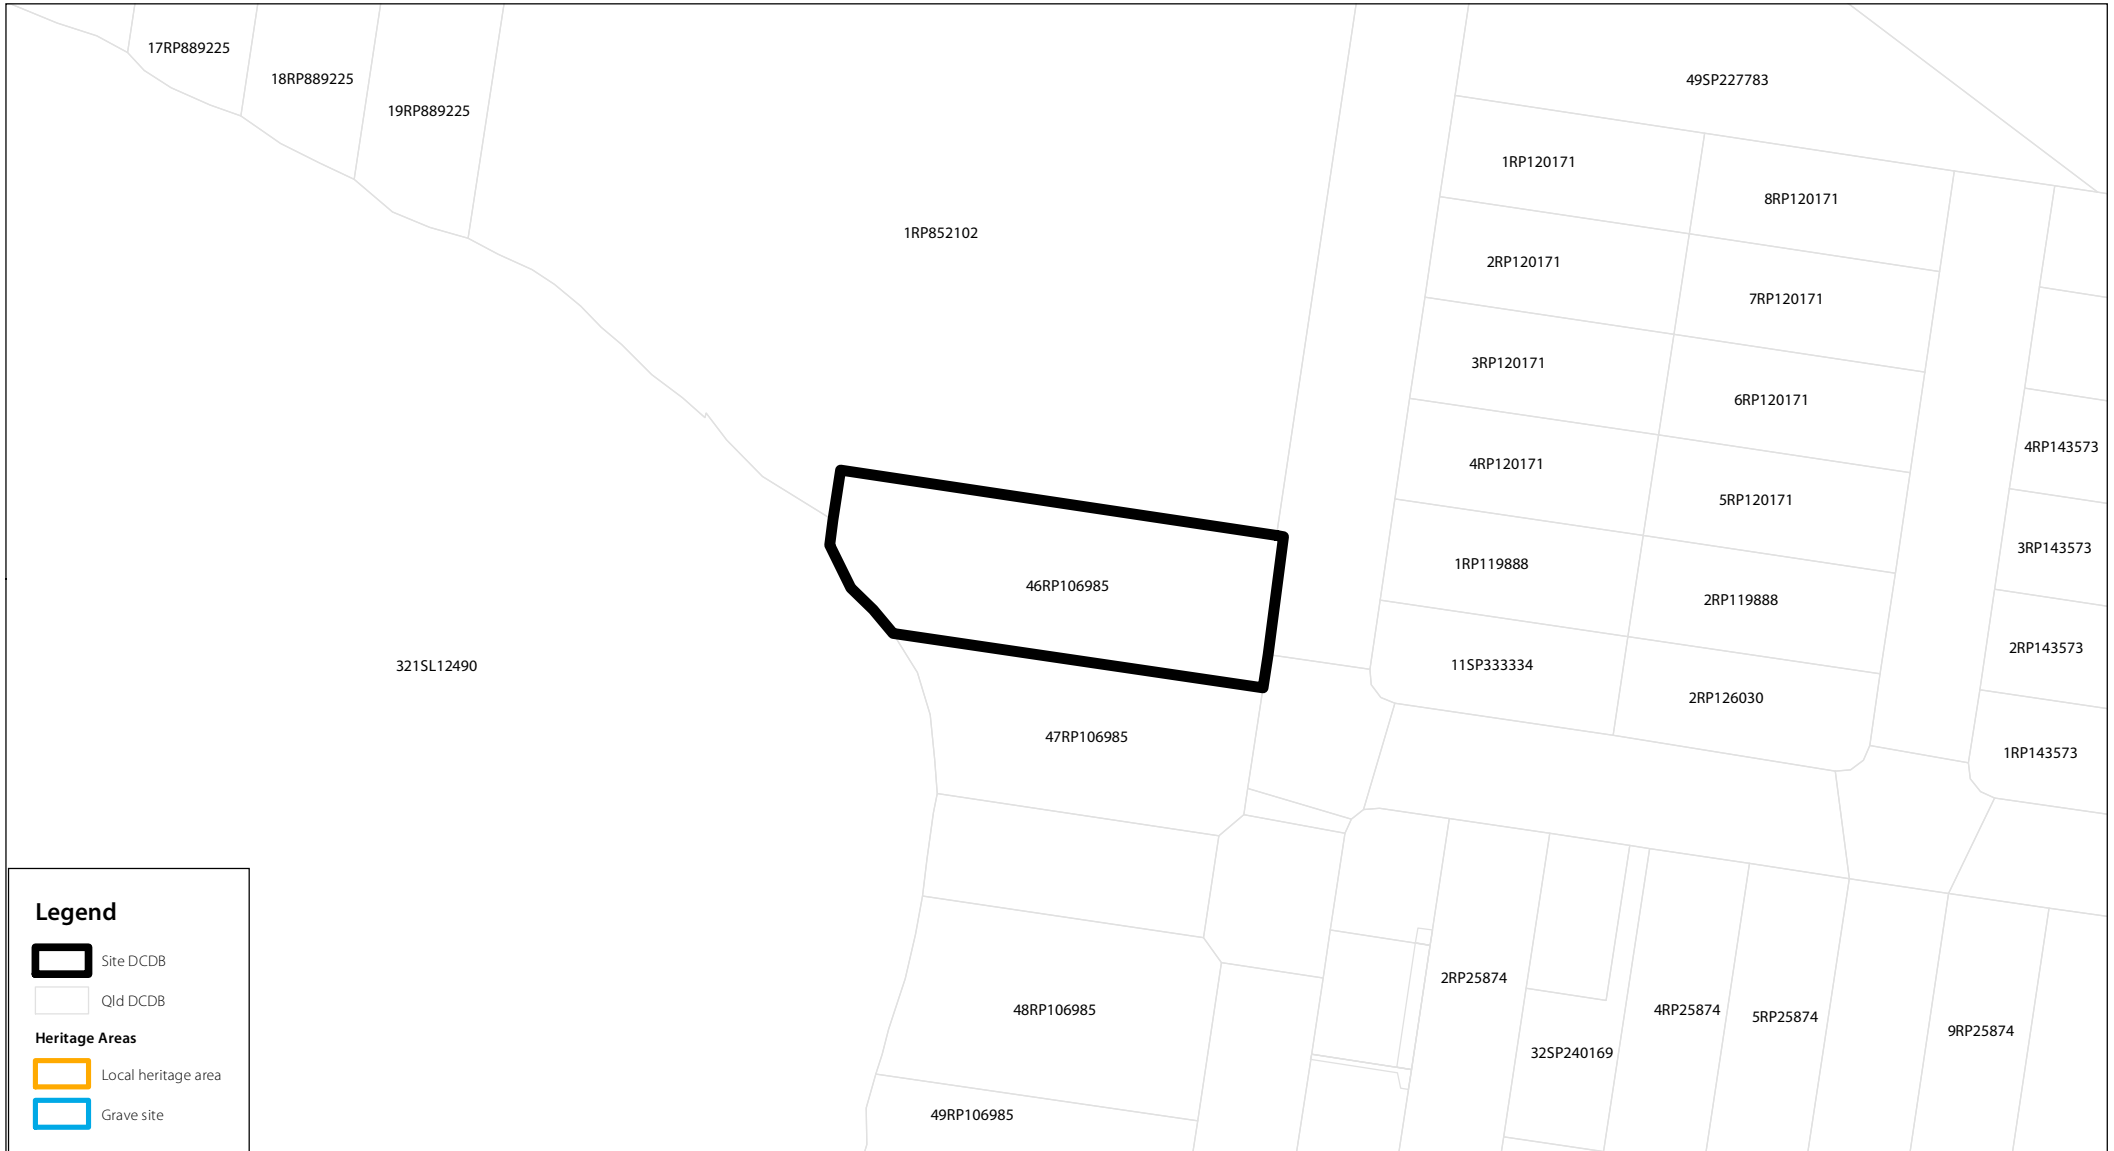 17RP889225
18RP889225
19RP889225
49SP227783
1RP120171
8RP120171
1RP852102
2RP120171
7RP120171
3RP120171
6RP120171
4RP143573
4RP120171
5RP120171
3RP143573
1RP119888
46RP106985
2RP119888
2RP143573
321SL12490
11SP333334
2RP126030
47RP106985
1RP143573
2RP25874
48RP106985
4RP25874
5RP25874
9RP25874
32SP240169
49RP106985
Legend
Site DCDB
Qld DCDB
Heritage Areas
Local heritage area
Grave site